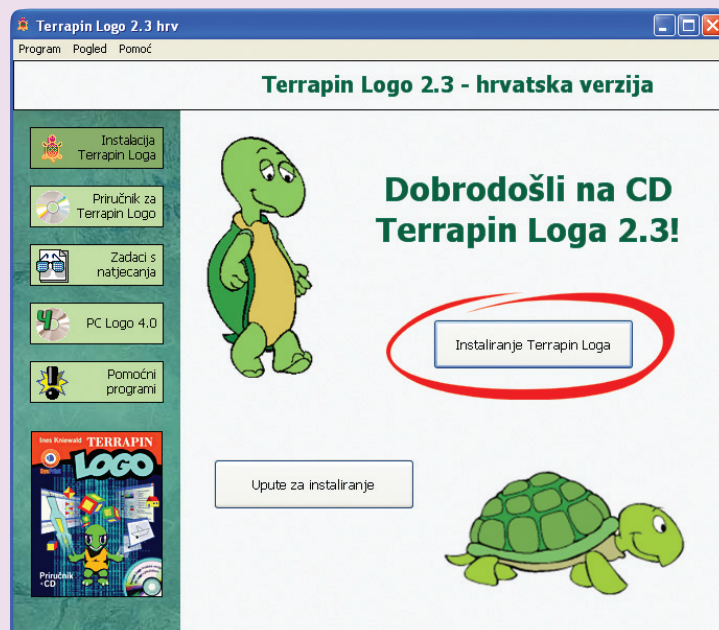 Terrapin Logo 2.3 hrv
Program Pogled Pomoć
Terrapin Logo 2.3 - hrvatska verzija
Instalacija
Terrapin Loga
Priručnik za
Terrapin Logo
Zadaci s
natjecanja
PC Logo 4.0
Pomoćni
programi
Ines Kniewald TERRAPIN
LOGO
Priručnik
+CD
Dobrodošli na CD
Terrapin Loga 2.3!
Instaliranje Terrapin Loga
Upute za instaliranje